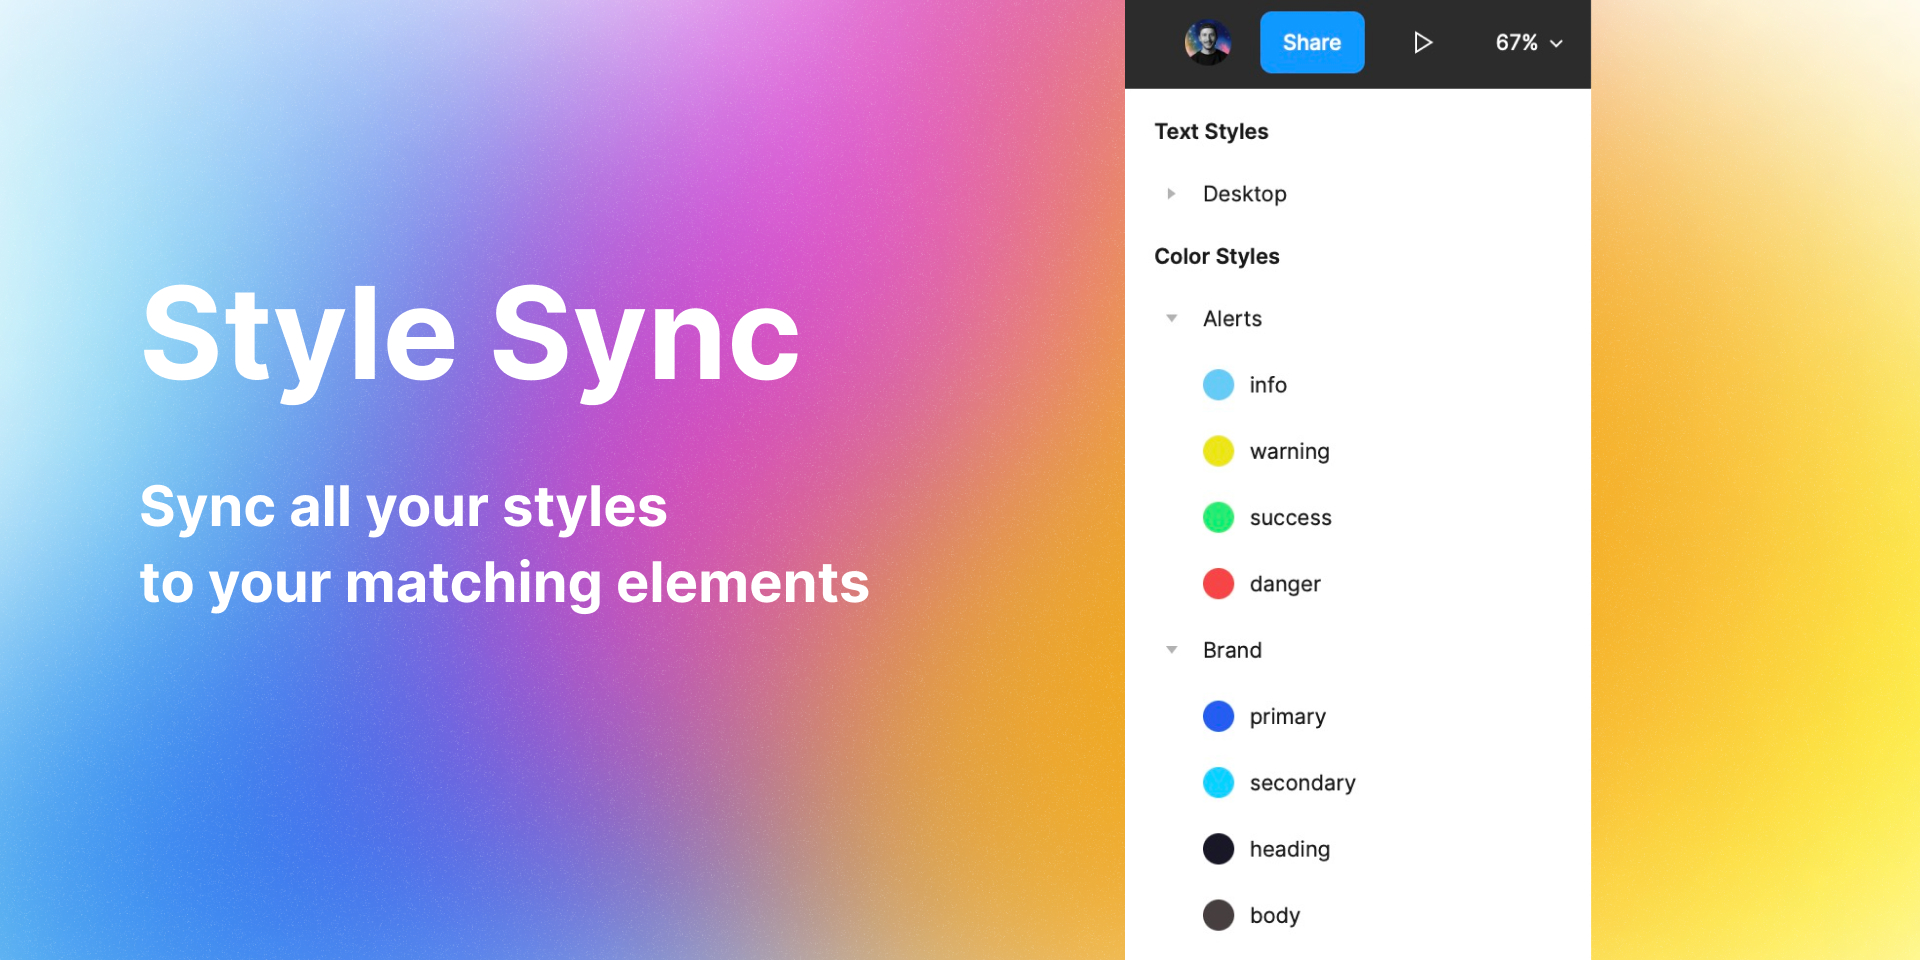 Style Sync
Sync all your styles
to your matching elements
Share
67%
Text Styles
Desktop
Color Styles
Alerts
info
warning
success
danger
Brand
primary
secondary
heading
body